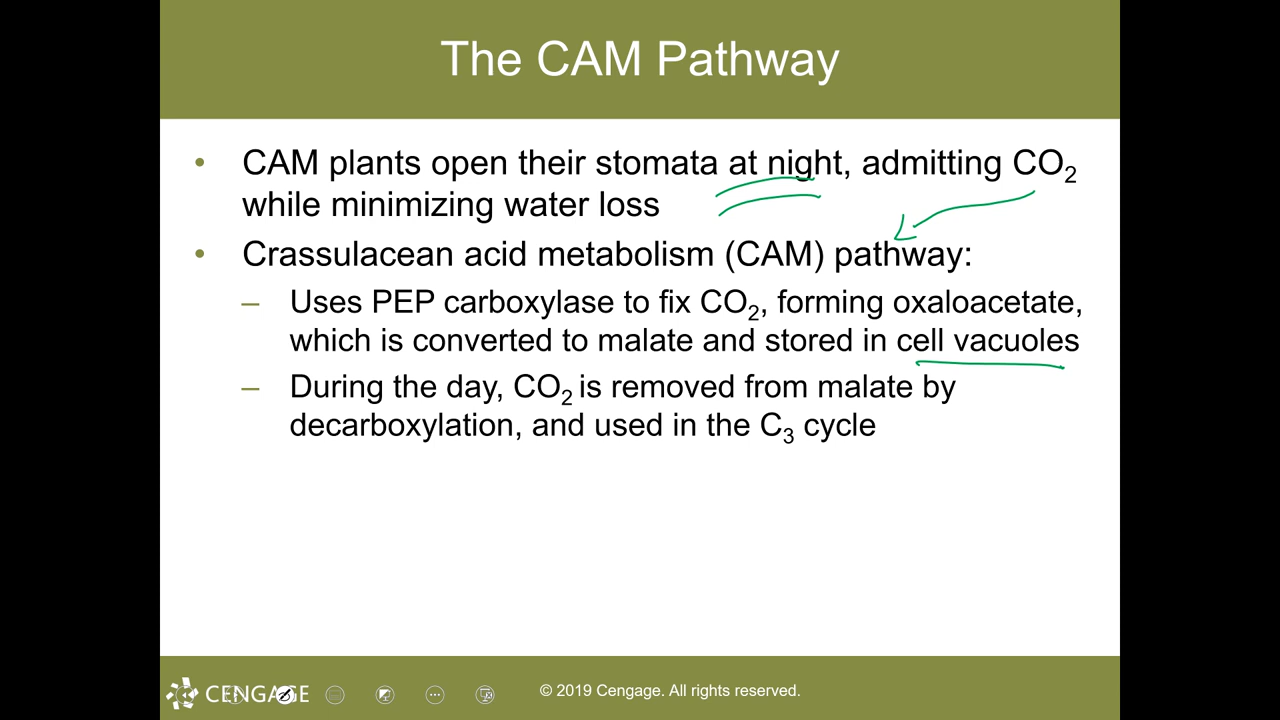 The CAM Pathway
• CAM plants open their stomata at night, admitting CO₂
while minimizing water loss
• Crassulacean acid metabolism (CAM) pathway:
– Uses PEP carboxylase to fix CO₂, forming oxaloacetate,
which is converted to malate and stored in cell vacuoles
– During the day, CO₂ is removed from malate by
decarboxylation, and used in the C₃ cycle
CENGAGE
© 2019 Cengage. All rights reserved.